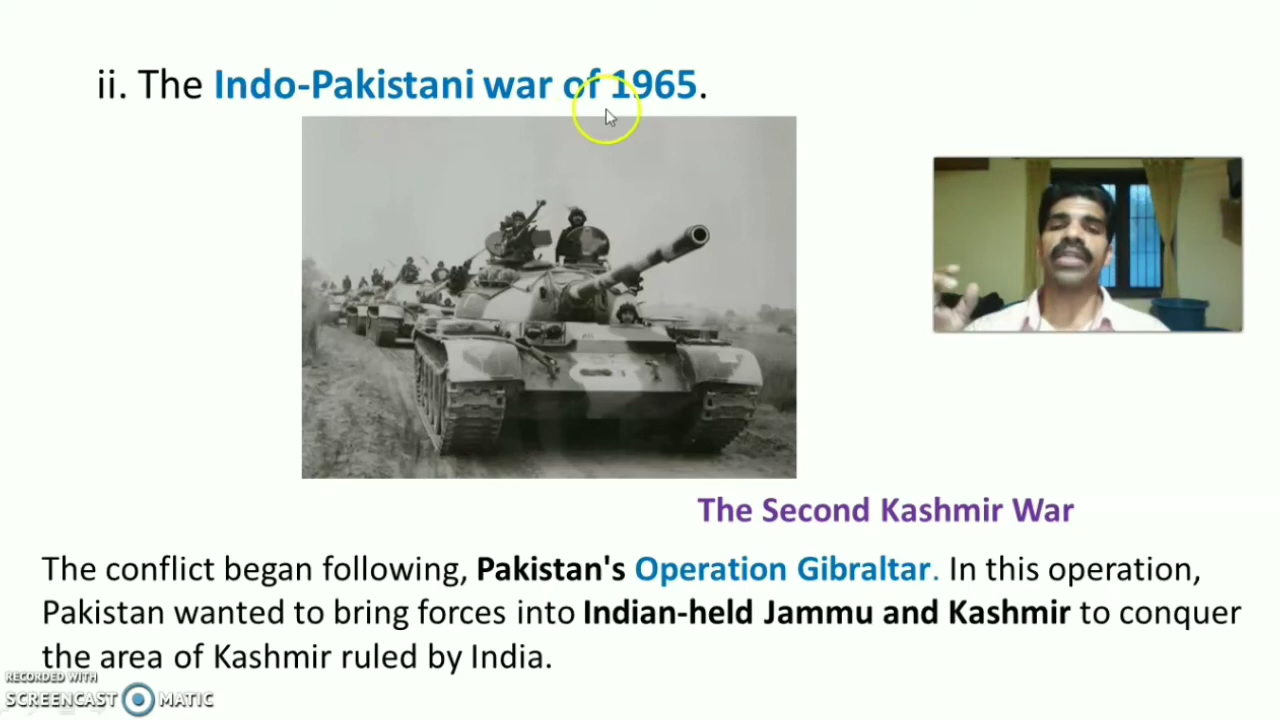 ii. The Indo-Pakistani war of 1965.
The Second Kashmir War
The conflict began following, Pakistan's Operation Gibraltar. In this operation,
Pakistan wanted to bring forces into Indian-held Jammu and Kashmir to conquer
the area of Kashmir ruled by India.
RECORDED WITH
SCREENCAST MATIC